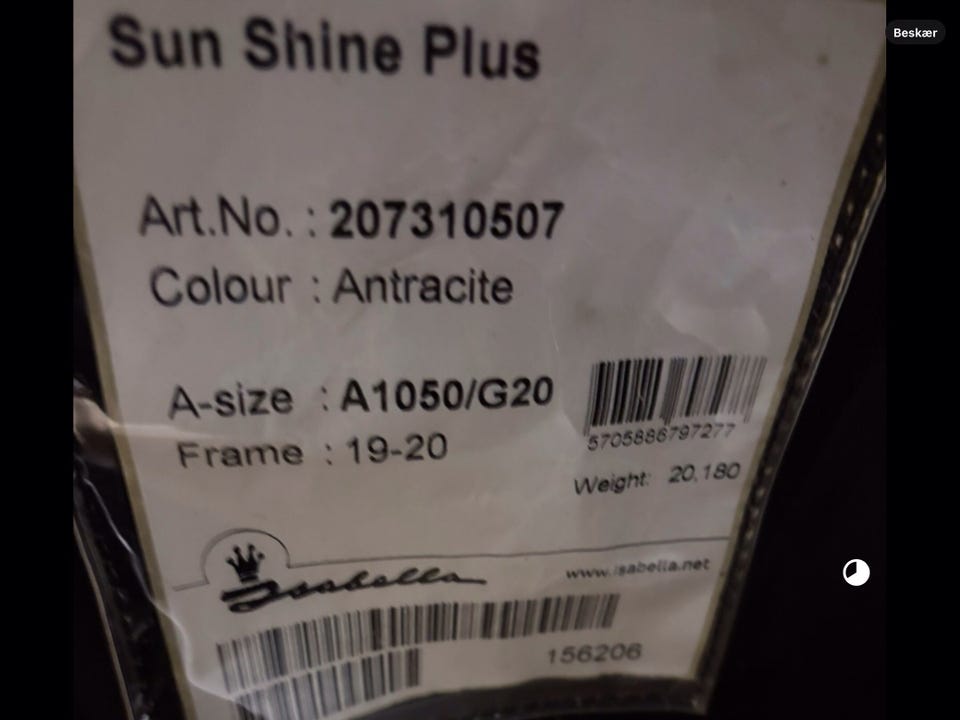 Sun Shine Plus
Beskær
Art.No. : 207310507
Colour : Antracite
A-size : A1050/G20
Frame : 19-20
5705886797277
Weight: 20,180
Isabella
www.isabella.net
156206